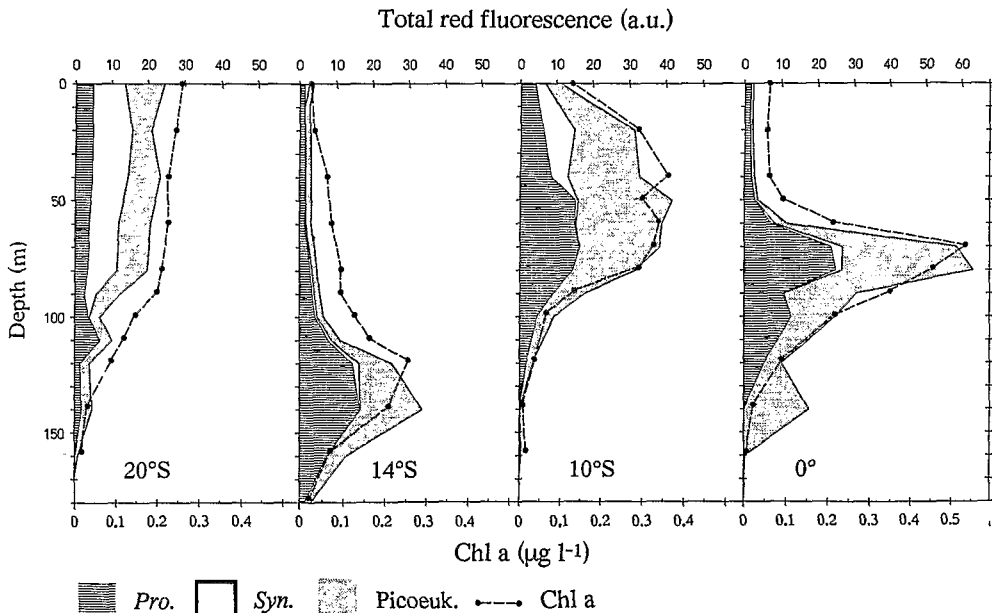 Total red fluorescence (a.u.)
0 10 20 30 40 50 0 10 20 30 40 50 0 10 20 30 40 50 0 10 20 30 40 50 60
Depth (m)
0
50
100
150
20°S 14°S 10°S 0°
0 0.1 0.2 0.3 0.4 0 0.1 0.2 0.3 0.4 0 0.1 0.2 0.3 0.4 0 0.1 0.2 0.3 0.4 0.5
Chl a (µg l-1)
Pro. Syn. Picoeuk. Chl a